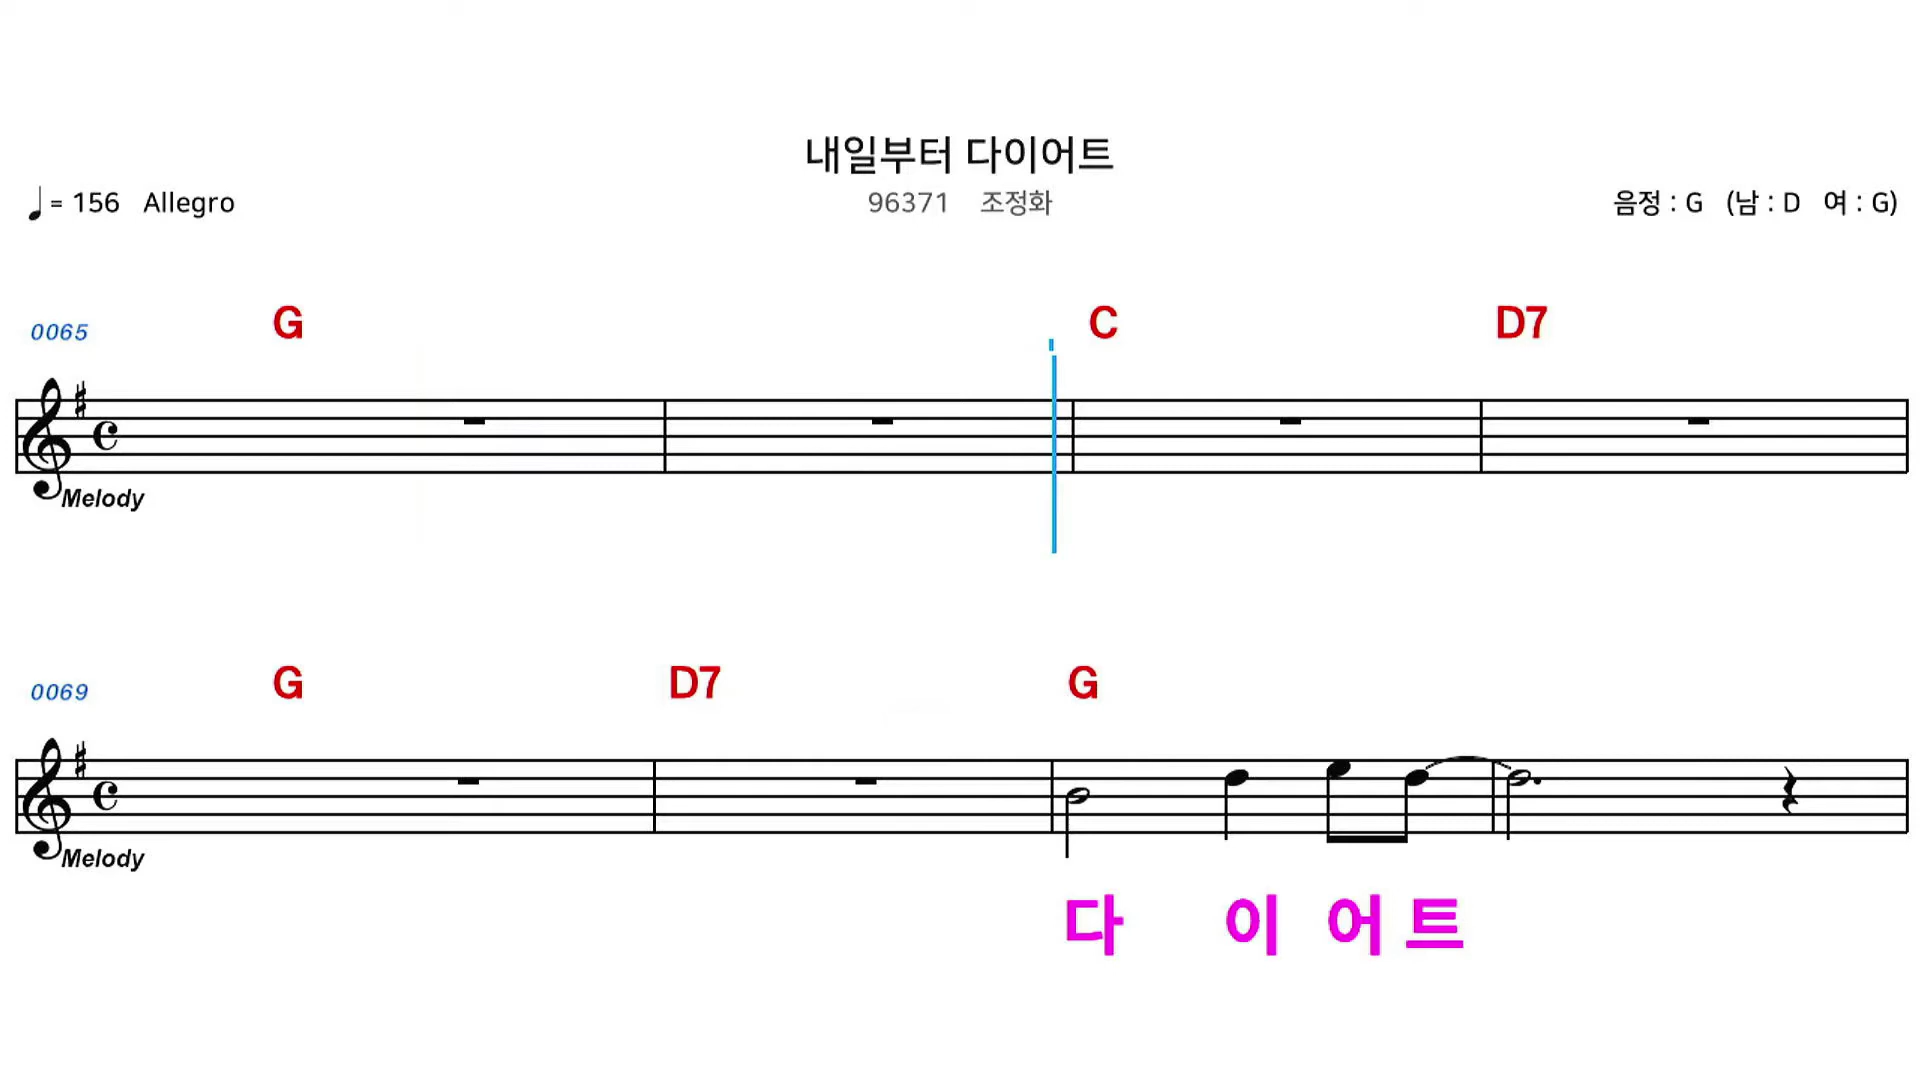 내일부터 다이어트
= 156 Allegro
96371 조정화
음정 : G (남 : D 여 : G)
0065 G C D7
Melody
0069 G D7 G
Melody
다 이 어 트